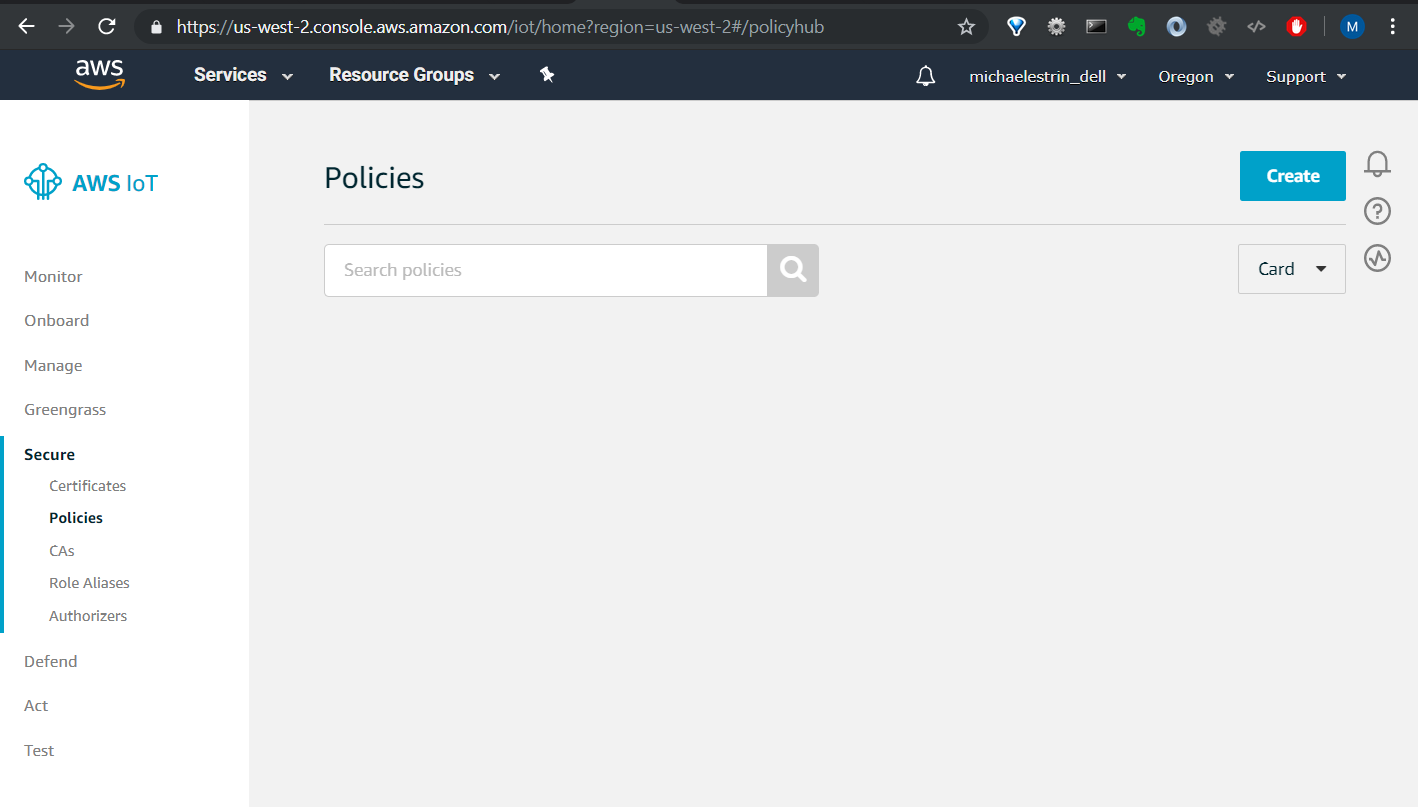 https://us-west-2.console.aws.amazon.com/iot/home?region=us-west-2#/policyhub
M
aws Services Resource Groups michaelestrin_dell Oregon Support
AWS IoT
Monitor
Onboard
Manage
Greengrass
Secure
Certificates
Policies
CAs
Role Aliases
Authorizers
Defend
Act
Test
Policies
Create
Search policies
Card